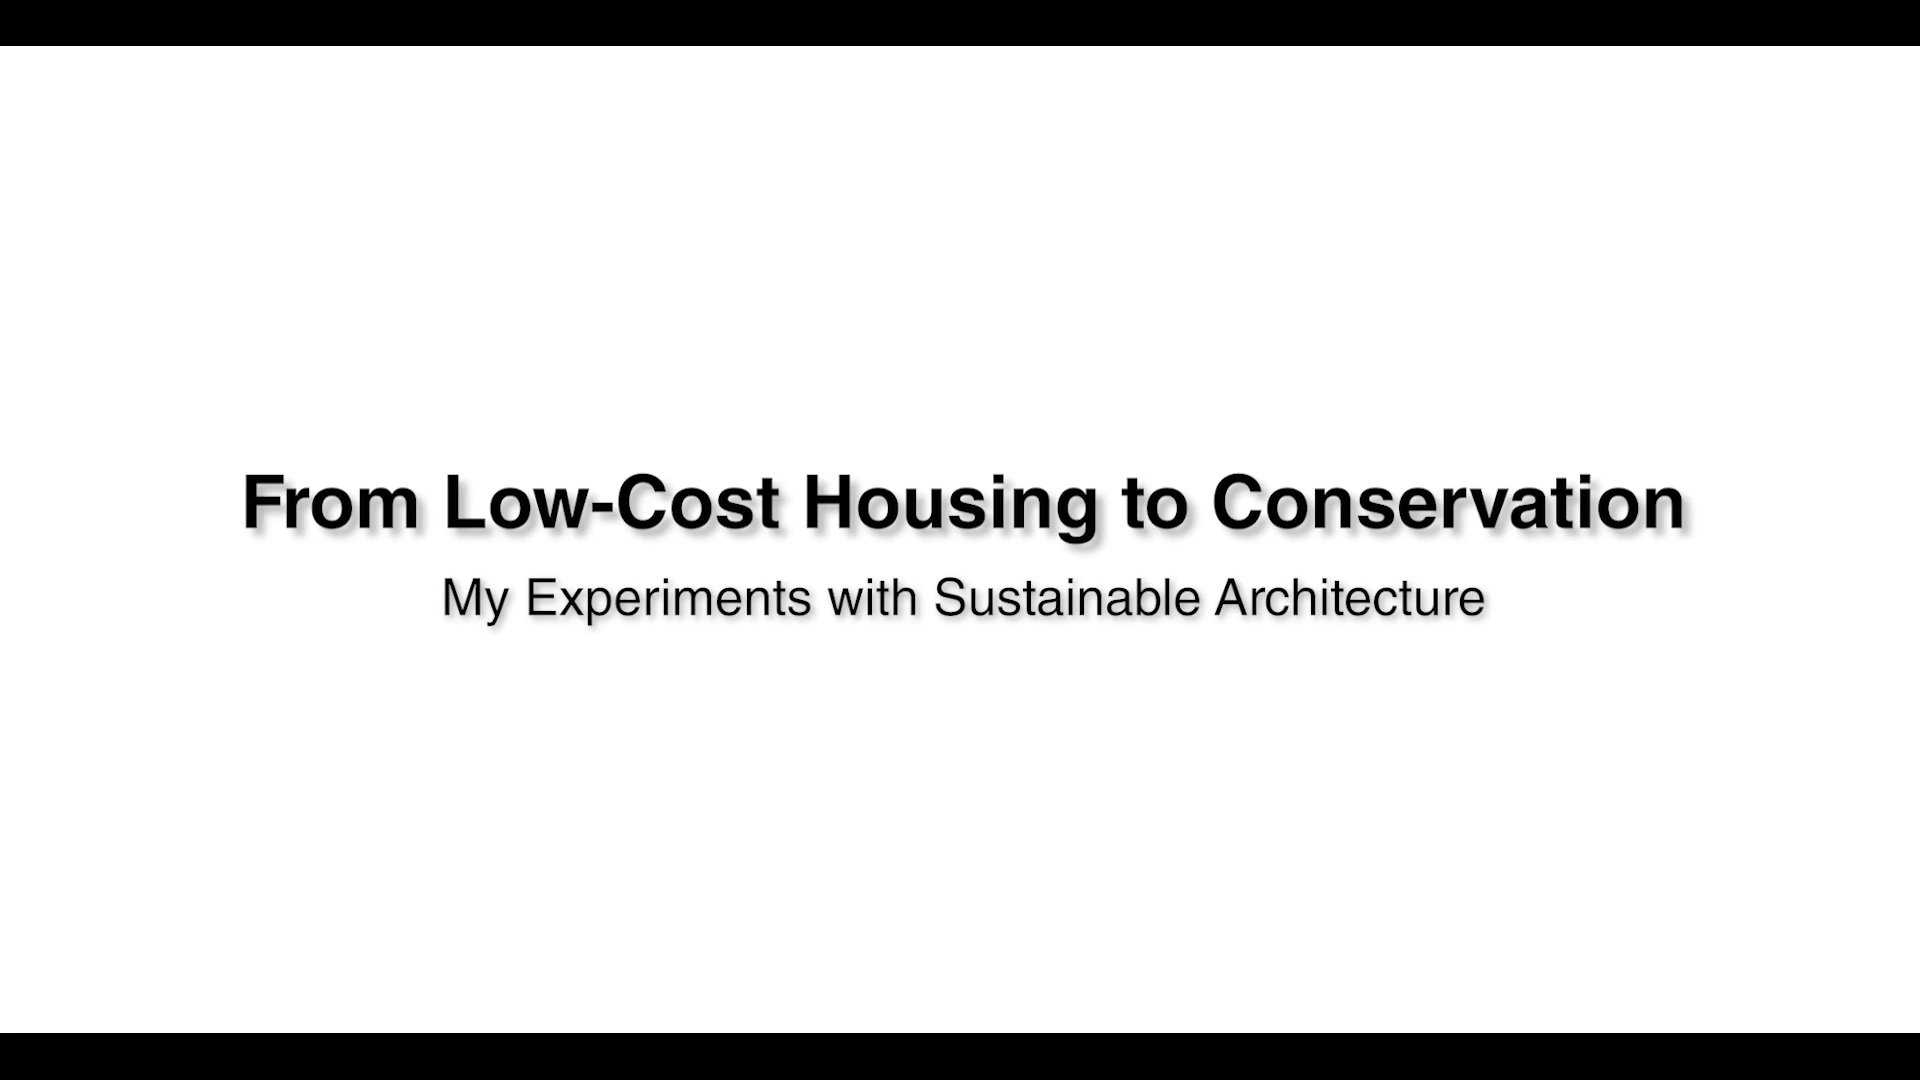 From Low-Cost Housing to Conservation
My Experiments with Sustainable Architecture